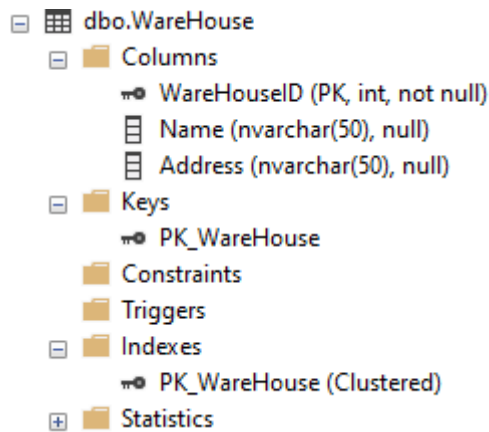 dbo.WareHouse
Columns
WareHouseID (PK, int, not null)
Name (nvarchar(50), null)
Address (nvarchar(50), null)
Keys
PK_WareHouse
Constraints
Triggers
Indexes
PK_WareHouse (Clustered)
Statistics